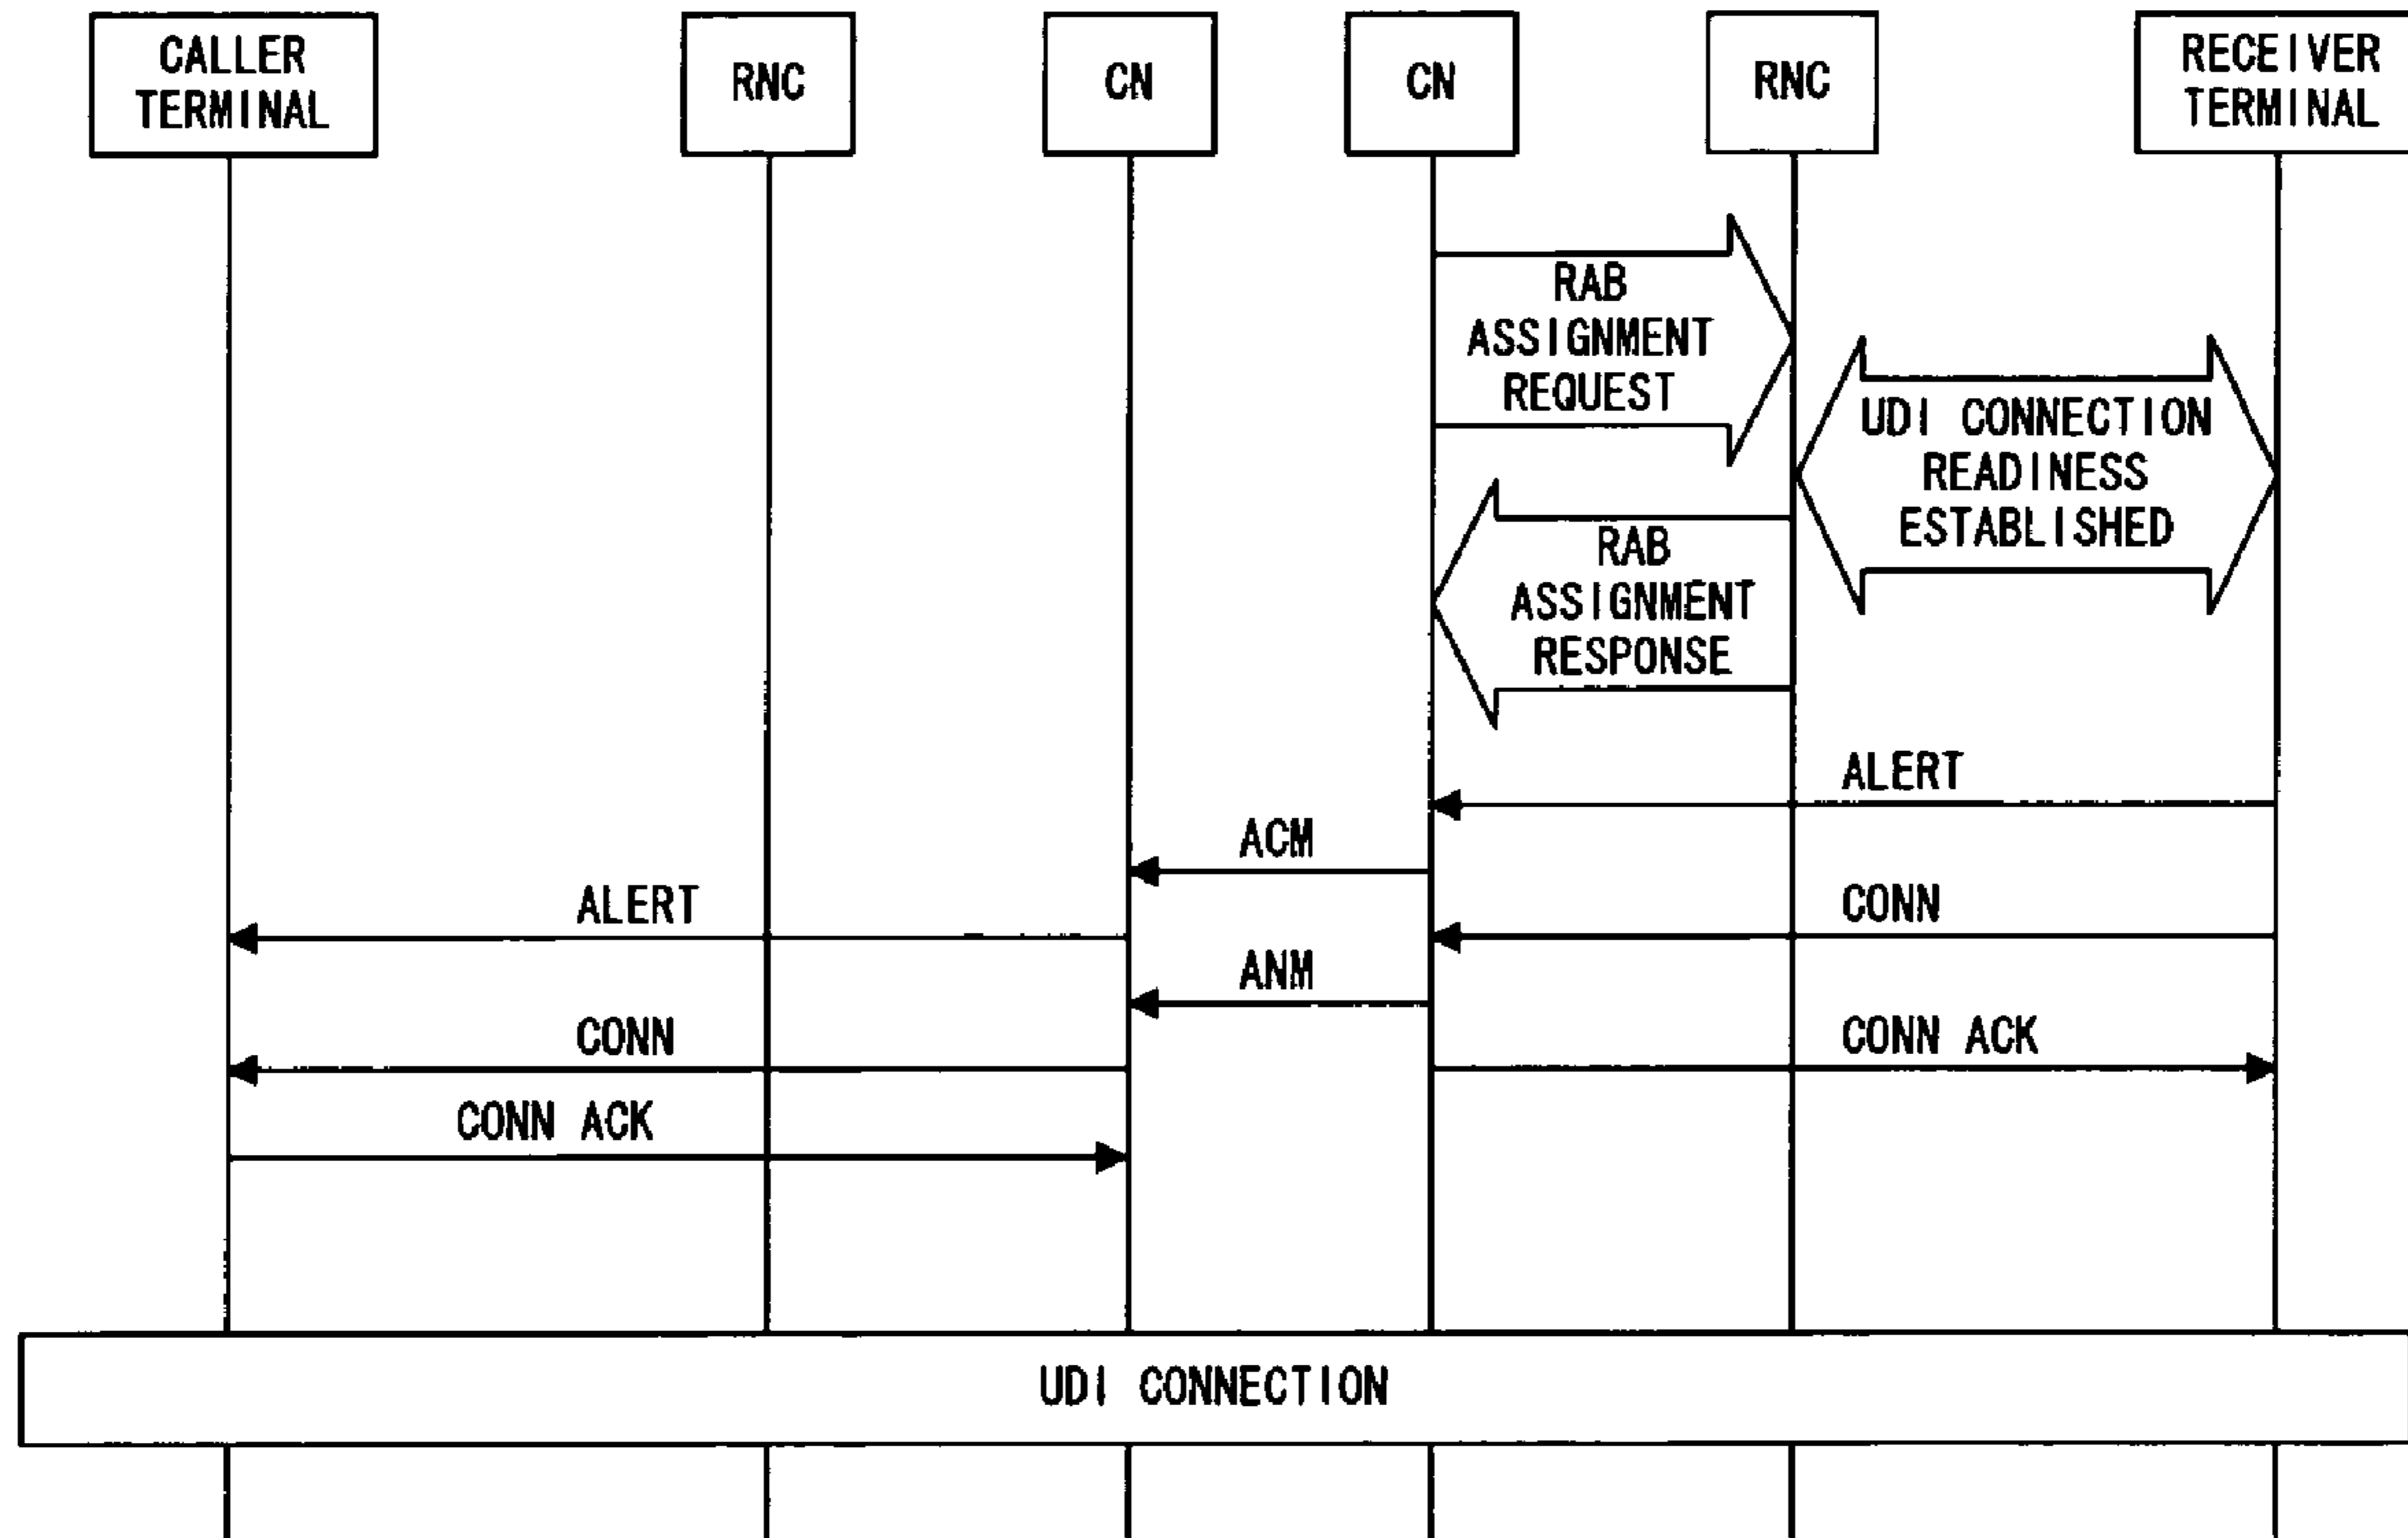 CALLER
TERMINAL
RNC
CN
CN
RNC
RECEIVER
TERMINAL
RAB
ASSIGNMENT
REQUEST
UDI CONNECTION
READINESS
ESTABLISHED
RAB
ASSIGNMENT
RESPONSE
ALERT
ACM
ALERT
CONN
ANM
CONN
CONN ACK
CONN ACK
UDI CONNECTION